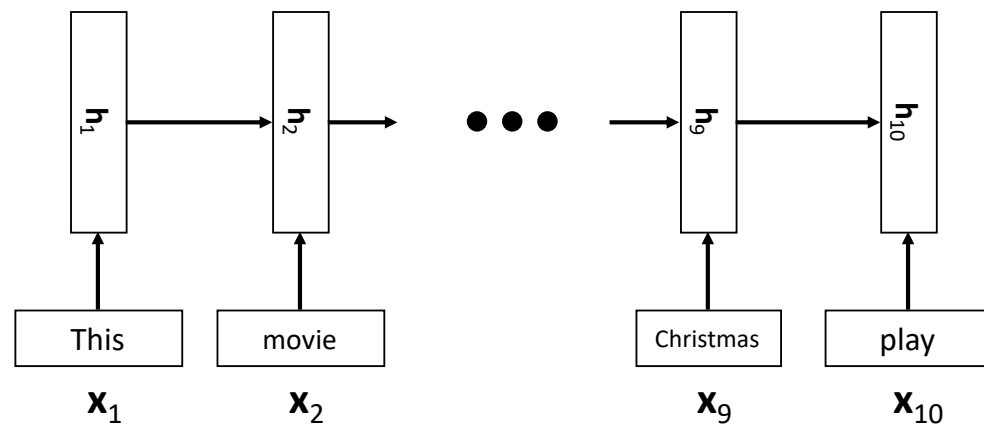 h₁ h₂ h₉ h₁₀
This movie Christmas play
x₁ x₂ x₉ x₁₀